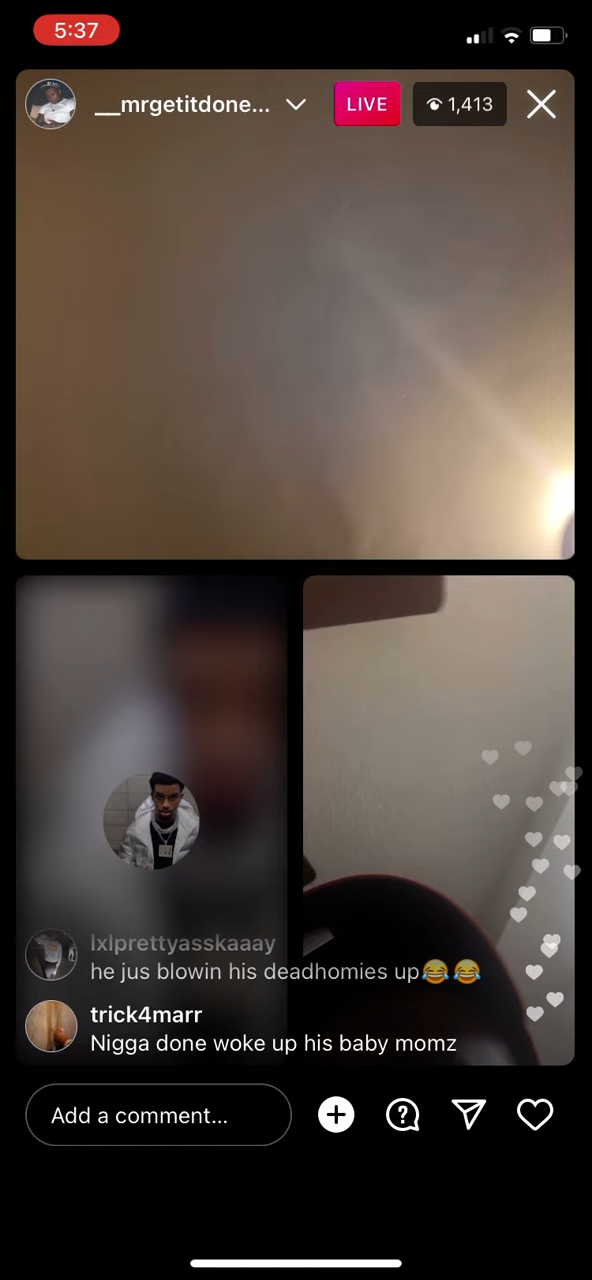 5:37
__mrgetitdone...
LIVE
1,413
lxlprettyasskaaay
he jus blowin his deadhomies up😂😂
trick4marr
Nigga done woke up his baby momz
Add a comment...